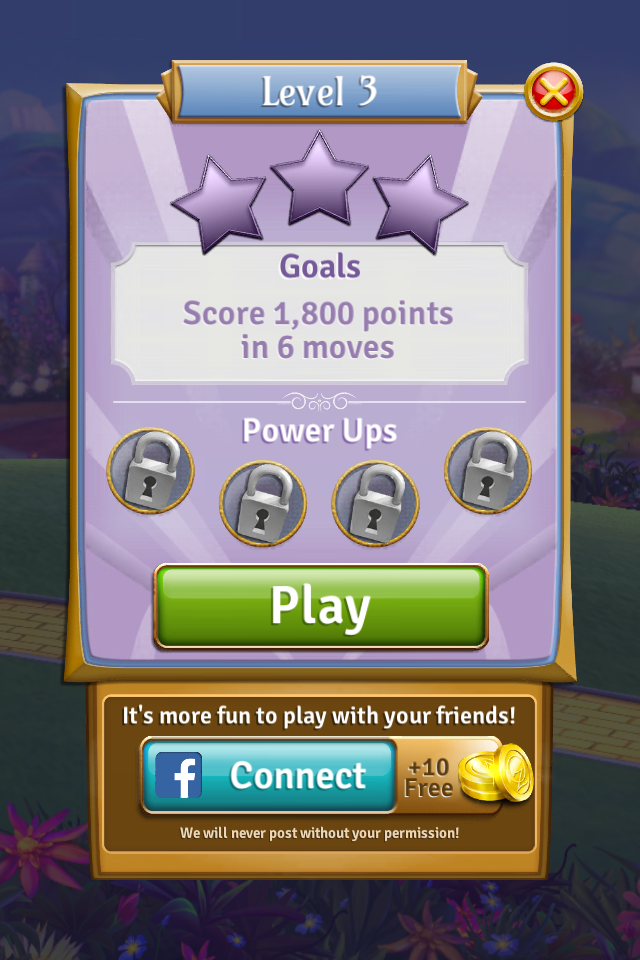 Level 3
Goals
Score 1,800 points
in 6 moves
Power Ups
Play
It's more fun to play with your friends!
f Connect
+10
Free
We will never post without your permission!